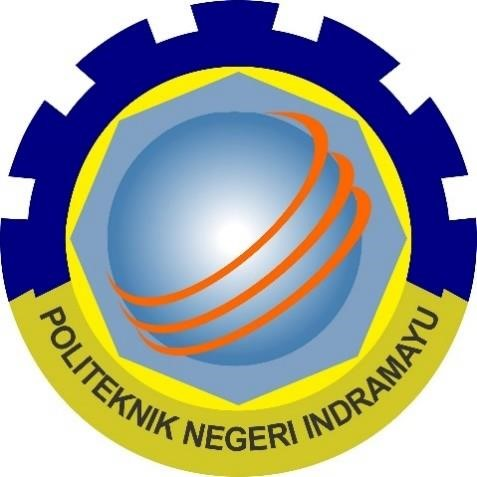 POLITEKNIK NEGERI INDRAMAYU